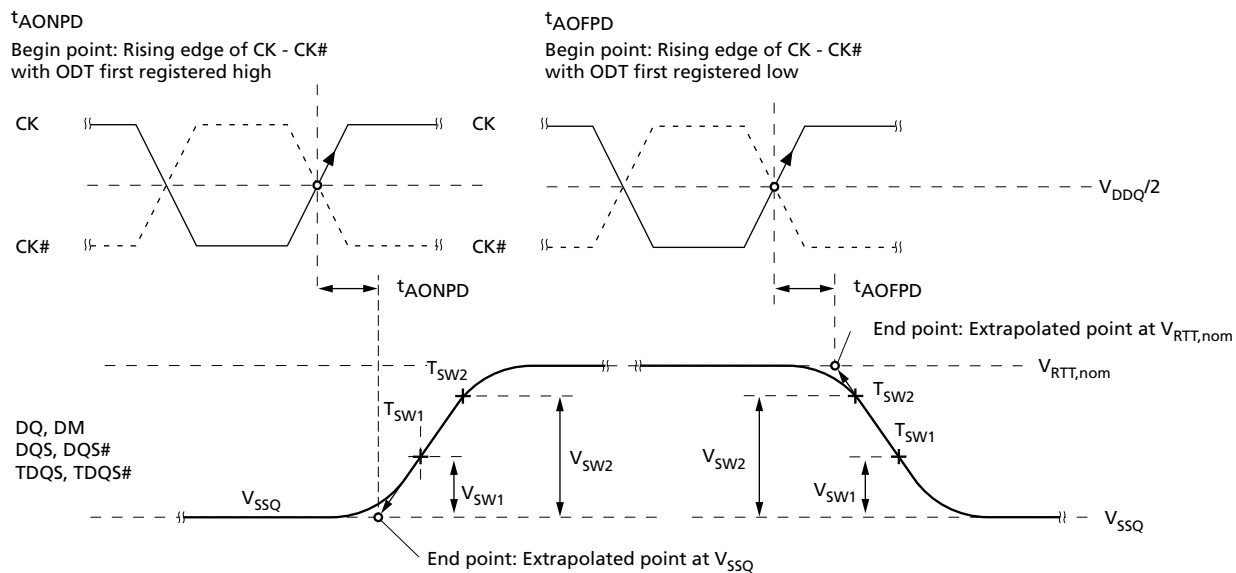 tAONPD
Begin point: Rising edge of CK - CK#
with ODT first registered high
tAOFPD
Begin point: Rising edge of CK - CK#
with ODT first registered low
CK
CK
VDDQ/2
CK#
CK#
tAONPD
tAOFPD
End point: Extrapolated point at VRTT,nom
VRTT,nom
TSW2
TSW2
TSW1
TSW1
DQ, DM
DQS, DQS#
TDQS, TDQS#
VSW2
VSW2
VSW1
VSW1
VSSQ
VSSQ
End point: Extrapolated point at VSSQ